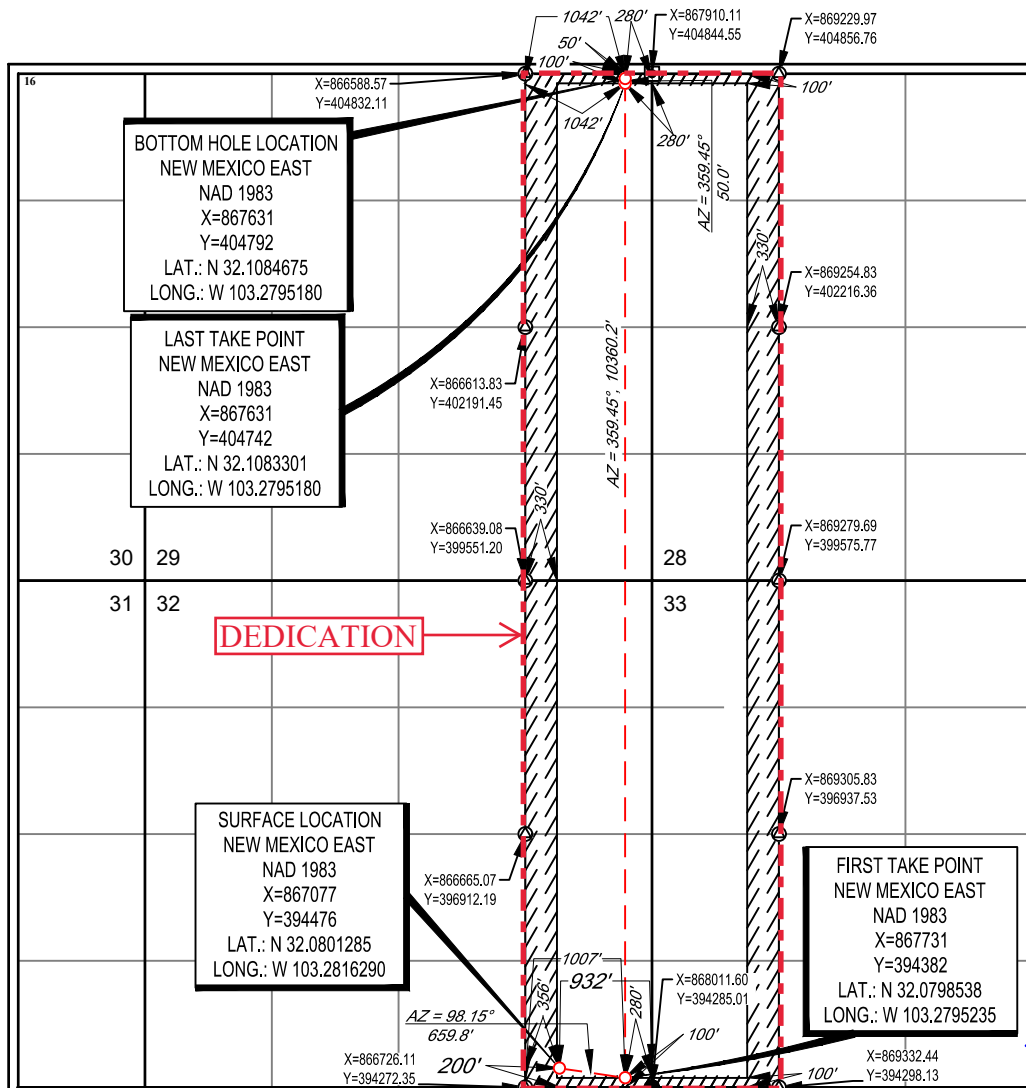 1042'
280'
X=867910.11
Y=404844.55
X=869229.97
Y=404856.76
50'
100'
16
X=866588.57
Y=404832.11
100'
1042'
280'
AZ = 359.45°
50.0'
BOTTOM HOLE LOCATION
NEW MEXICO EAST
NAD 1983
X=867631
Y=404792
LAT.: N 32.1084675
LONG.: W 103.2795180
330'
X=869254.83
Y=402216.36
LAST TAKE POINT
NEW MEXICO EAST
NAD 1983
X=867631
Y=404742
LAT.: N 32.1083301
LONG.: W 103.2795180
AZ = 359.45°, 10360.2'
X=866613.83
Y=402191.45
330'
X=866639.08
Y=399551.20
X=869279.69
Y=399575.77
30
29
28
31
32
33
DEDICATION
X=869305.83
Y=396937.53
SURFACE LOCATION
NEW MEXICO EAST
NAD 1983
X=867077
Y=394476
LAT.: N 32.0801285
LONG.: W 103.2816290
X=866665.07
Y=396912.19
FIRST TAKE POINT
NEW MEXICO EAST
NAD 1983
X=867731
Y=394382
LAT.: N 32.0798538
LONG.: W 103.2795235
1007'
932'
X=868011.60
Y=394285.01
356'
280'
AZ = 98.15°
659.8'
100'
X=866726.11
Y=394272.35
200'
100'
X=869332.44
Y=394298.13